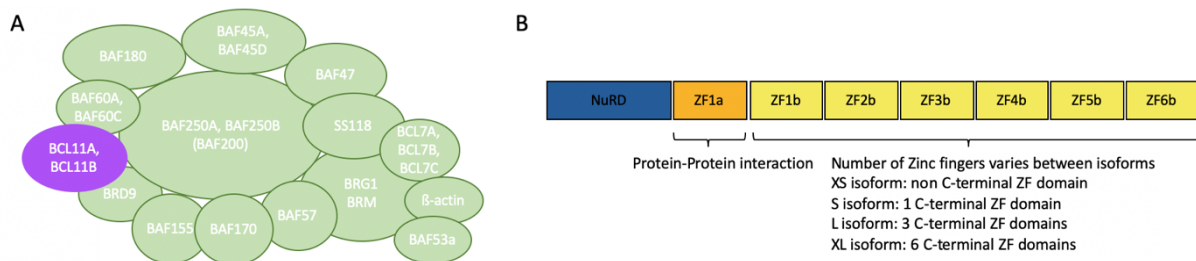 A
BAF180
BAF45A,
BAF45D
BAF47
BAF60A,
BAF60C
BAF250A, BAF250B
(BAF200)
SS118
BCL7A,
BCL7B,
BCL7C
BCL11A,
BCL11B
BRD9
BRG1
BRM
ß-actin
BAF57
BAF155
BAF170
BAF53a
B
NuRD
ZF1a
ZF1b
ZF2b
ZF3b
ZF4b
ZF5b
ZF6b
Protein-Protein interaction
Number of Zinc fingers varies between isoforms
XS isoform: non C-terminal ZF domain
S isoform: 1 C-terminal ZF domain
L isoform: 3 C-terminal ZF domains
XL isoform: 6 C-terminal ZF domains